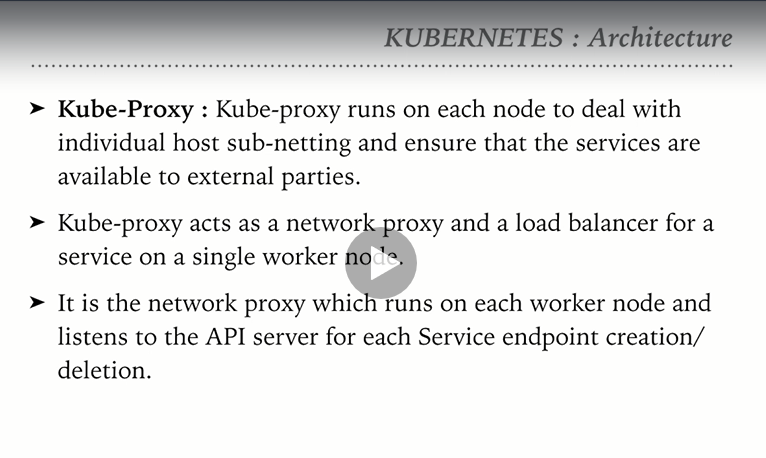 KUBERNETES : Architecture
➤ Kube-Proxy : Kube-proxy runs on each node to deal with
individual host sub-netting and ensure that the services are
available to external parties.
➤ Kube-proxy acts as a network proxy and a load balancer for a
service on a single worker node.
➤ It is the network proxy which runs on each worker node and
listens to the API server for each Service endpoint creation/
deletion.